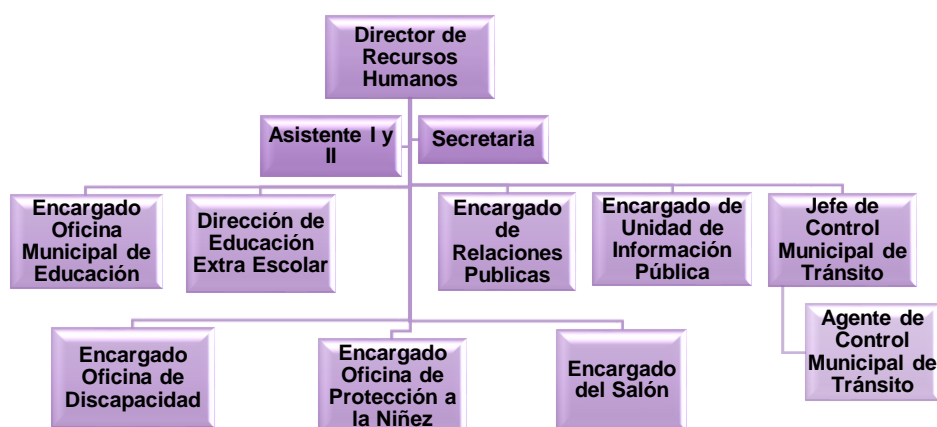 Director de
Recursos
Humanos
Asistente I y
II
Secretaria
Encargado
Oficina
Municipal de
Educación
Dirección de
Educación
Extra Escolar
Encargado
de
Relaciones
Publicas
Encargado de
Unidad de
Información
Pública
Jefe de
Control
Municipal de
Tránsito
Agente de
Control
Municipal de
Tránsito
Encargado
Oficina de
Discapacidad
Encargado
Oficina de
Protección a
la Niñez
Encargado
del Salón